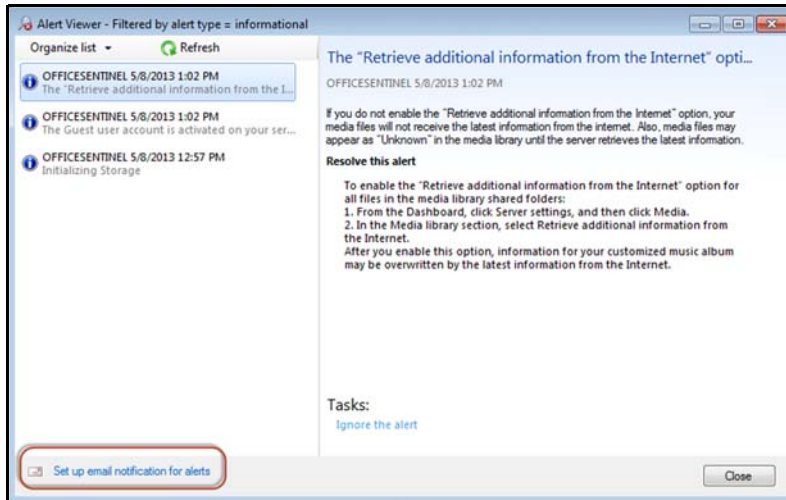 Alert Viewer - Filtered by alert type = informational
Organize list Refresh
OFFICESENTINEL 5/8/2013 1:02 PM
The "Retrieve additional information from the I...
OFFICESENTINEL 5/8/2013 1:02 PM
The Guest user account is activated on your ser...
OFFICESENTINEL 5/8/2013 12:57 PM
Initializing Storage
The "Retrieve additional information from the Internet" opti...
OFFICESENTINEL 5/8/2013 1:02 PM
If you do not enable the "Retrieve additional information from the Internet" option, your
media files will not receive the latest information from the internet. Also, media files may
appear as "Unknown" in the media library until the server retrieves the latest information.
Resolve this alert
To enable the "Retrieve additional information from the Internet" option for
all files in the media library shared folders:
1. From the Dashboard, click Server settings, and then click Media.
2. In the Media library section, select Retrieve additional information from
the Internet.
After you enable this option, information for your customized music album
may be overwritten by the latest information from the Internet.
Tasks:
Ignore the alert
Set up email notification for alerts
Close